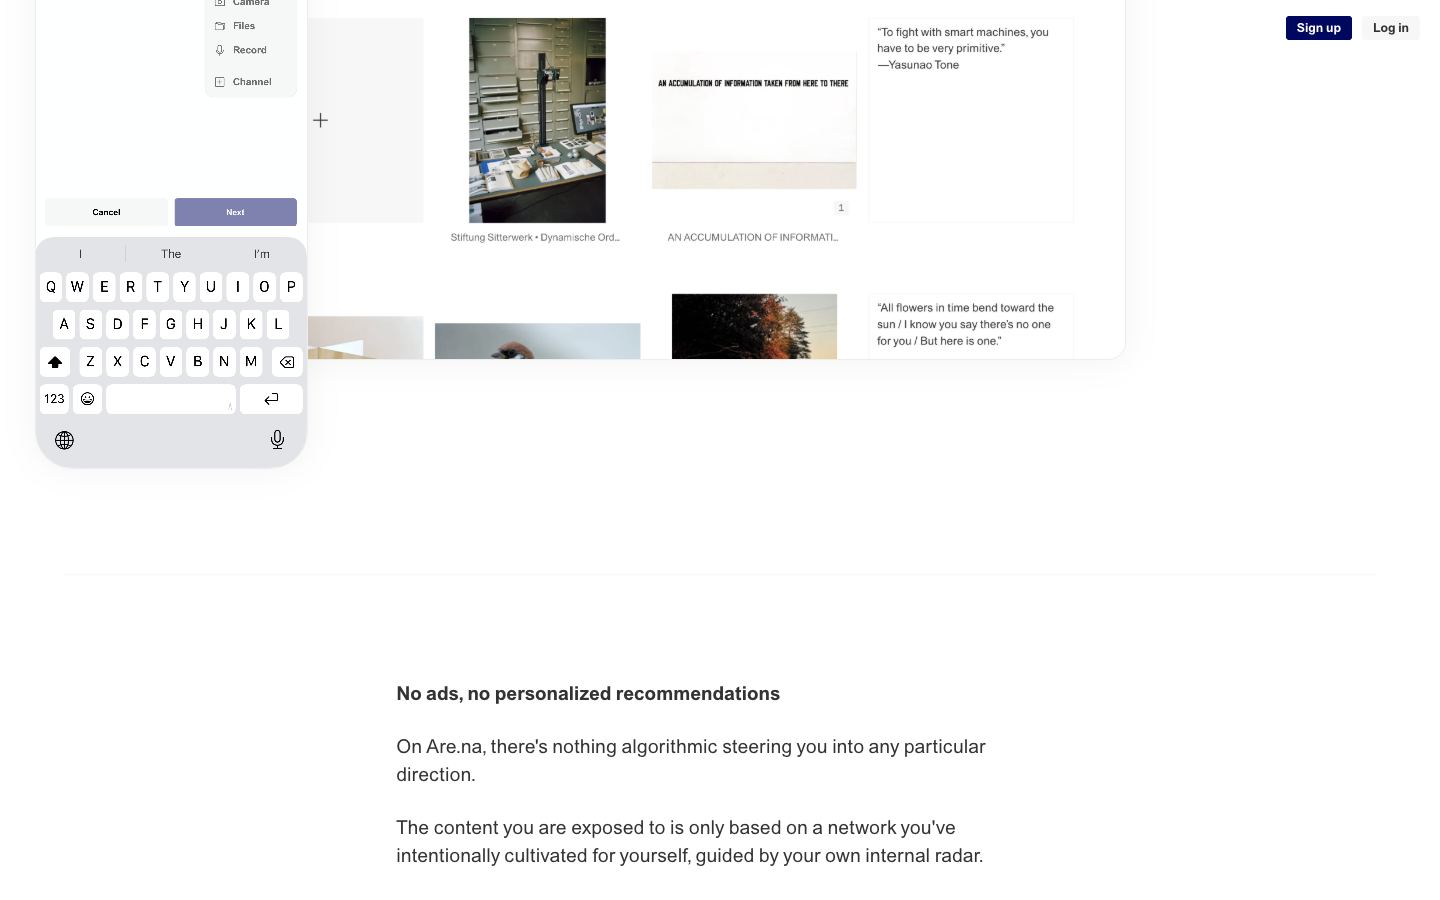 Camera
Files
Record
Channel
Cancel
Next
I
The
I'm
Q W E R T Y U I O P
A S D F G H J K L
Z X C V B N M
123
Stiftung Sitterwerk • Dynamische Ord...
AN ACCUMULATION OF INFORMATION TAKEN FROM HERE TO THERE
1
AN ACCUMULATION OF INFORMATI...
“To fight with smart machines, you
have to be very primitive.”
—Yasunao Tone
“All flowers in time bend toward the
sun / I know you say there's no one
for you / But here is one.”
Sign up
Log in
No ads, no personalized recommendations
On Are.na, there's nothing algorithmic steering you into any particular
direction.
The content you are exposed to is only based on a network you've
intentionally cultivated for yourself, guided by your own internal radar.